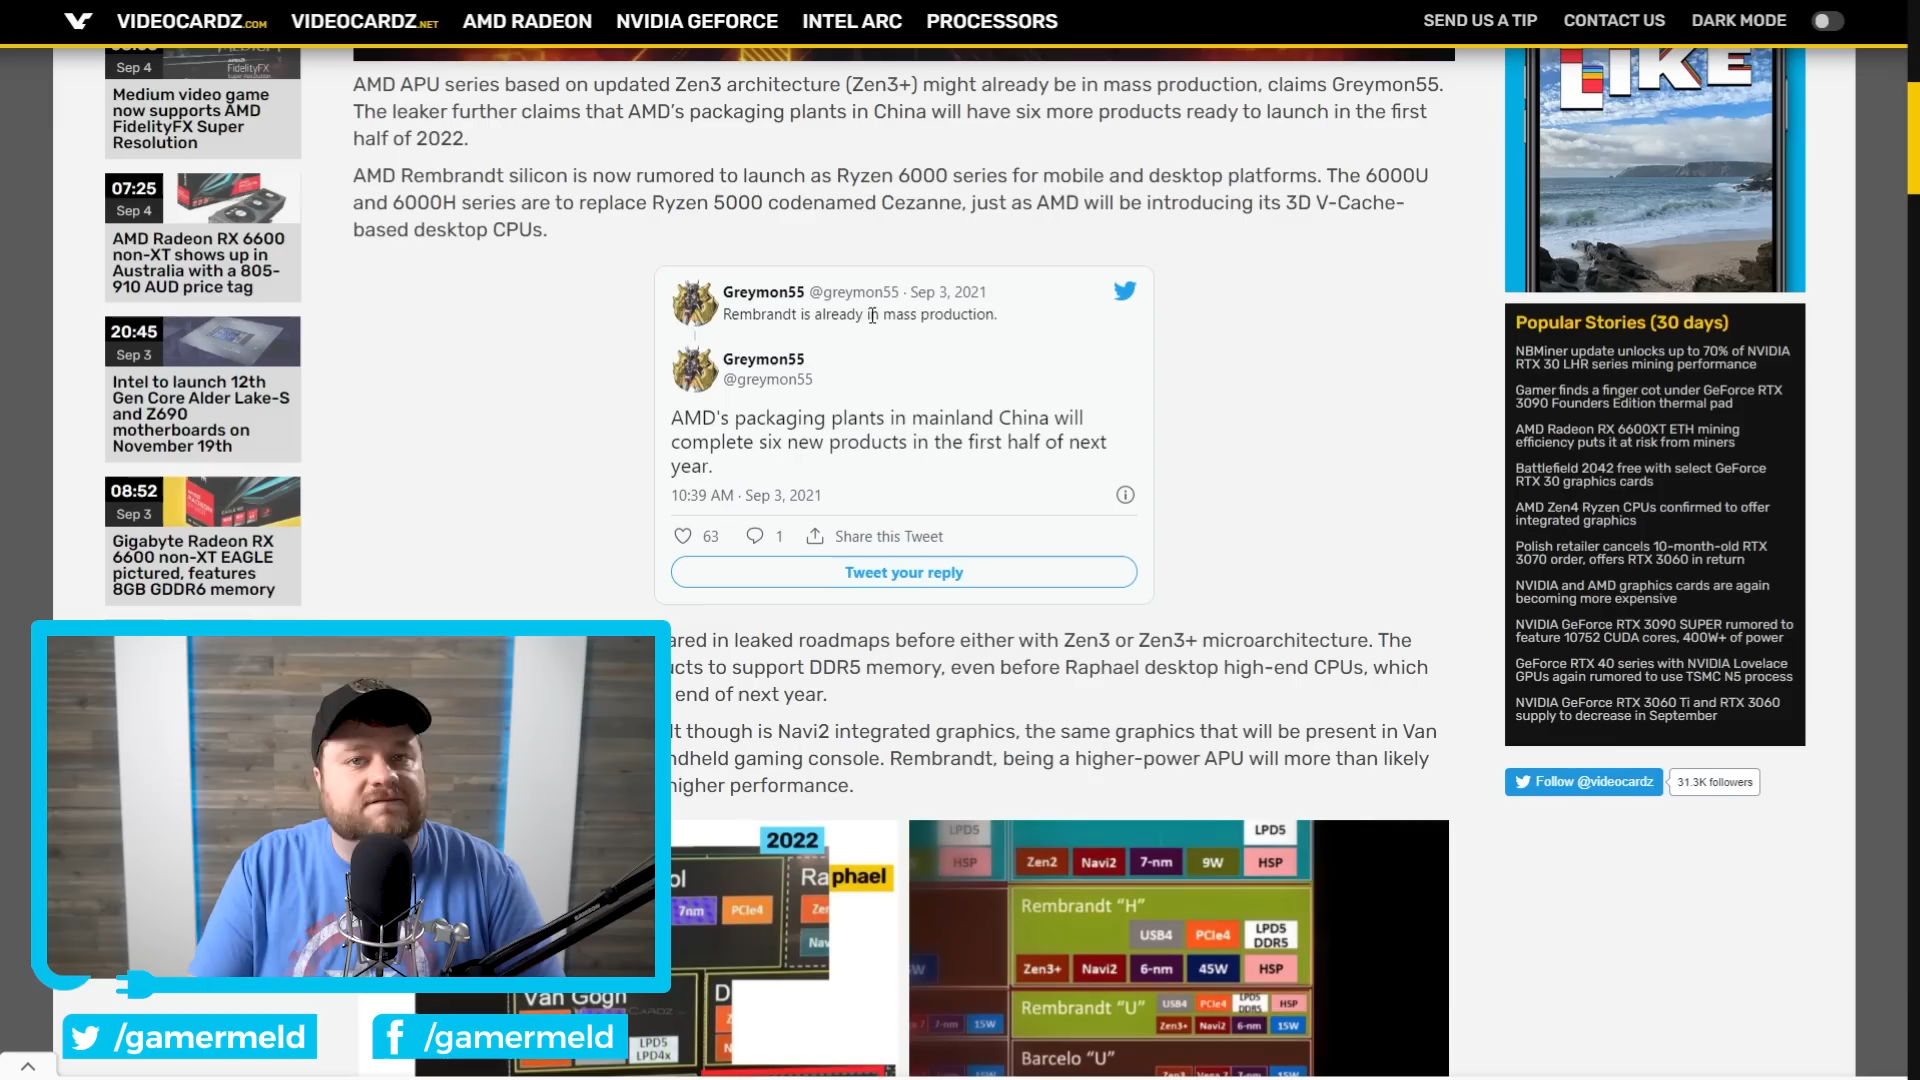 VIDEOCARDZ.COM
VIDEOCARDZ.NET
AMD RADEON
NVIDIA GEFORCE
INTEL ARC
PROCESSORS
SEND US A TIP
CONTACT US
DARK MODE
Sep 4
Medium video game
now supports AMD
FidelityFX Super
Resolution
07:25
Sep 4
AMD Radeon RX 6600
non-XT shows up in
Australia with a 805-
910 AUD price tag
20:45
Sep 3
Intel to launch 12th
Gen Core Alder Lake-S
and Z690
motherboards on
November 19th
08:52
Sep 3
Gigabyte Radeon RX
6600 non-XT EAGLE
pictured, features
8GB GDDR6 memory
AMD APU series based on updated Zen3 architecture (Zen3+) might already be in mass production, claims Greymon55.
The leaker further claims that AMD's packaging plants in China will have six more products ready to launch in the first
half of 2022.
AMD Rembrandt silicon is now rumored to launch as Ryzen 6000 series for mobile and desktop platforms. The 6000U
and 6000H series are to replace Ryzen 5000 codenamed Cezanne, just as AMD will be introducing its 3D V-Cache-
based desktop CPUs.
Greymon55 @greymon55 · Sep 3, 2021
Rembrandt is already in mass production.
Greymon55
@greymon55
AMD's packaging plants in mainland China will
complete six new products in the first half of next
year.
10:39 AM · Sep 3, 2021
63
1
Share this Tweet
Tweet your reply
ared in leaked roadmaps before either with Zen3 or Zen3+ microarchitecture. The
ucts to support DDR5 memory, even before Raphael desktop high-end CPUs, which
end of next year.
lt though is Navi2 integrated graphics, the same graphics that will be present in Van
ndheld gaming console. Rembrandt, being a higher-power APU will more than likely
higher performance.
2022
ol
Raphael
7nm
PCIe4
Van Gogh
D
LPD5
LPD4x
LPD5
LPD5
HSP
Zen2
Navi2
7-nm
9W
HSP
Rembrandt "H"
USB4
PCIe4
LPD5
DDR5
Zen3+
Navi2
6-nm
45W
HSP
Rembrandt "U"
USB4
PCIe4
LPD5
DDR5
HSP
Zen3+
Navi2
6-nm
15W
7-nm
15W
Barcelo "U"
LIKE
Popular Stories (30 days)
NBMiner update unlocks up to 70% of NVIDIA
RTX 30 LHR series mining performance
Gamer finds a finger cot under GeForce RTX
3090 Founders Edition thermal pad
AMD Radeon RX 6600XT ETH mining
efficiency puts it at risk from miners
Battlefield 2042 free with select GeForce
RTX 30 graphics cards
AMD Zen4 Ryzen CPUs confirmed to offer
integrated graphics
Polish retailer cancels 10-month-old RTX
3070 order, offers RTX 3060 in return
NVIDIA and AMD graphics cards are again
becoming more expensive
NVIDIA GeForce RTX 3090 SUPER rumored to
feature 10752 CUDA cores, 400W+ of power
GeForce RTX 40 series with NVIDIA Lovelace
GPUs again rumored to use TSMC N5 process
NVIDIA GeForce RTX 3060 Ti and RTX 3060
supply to decrease in September
Follow @videocardz
31.3K followers
/gamermeld
/gamermeld